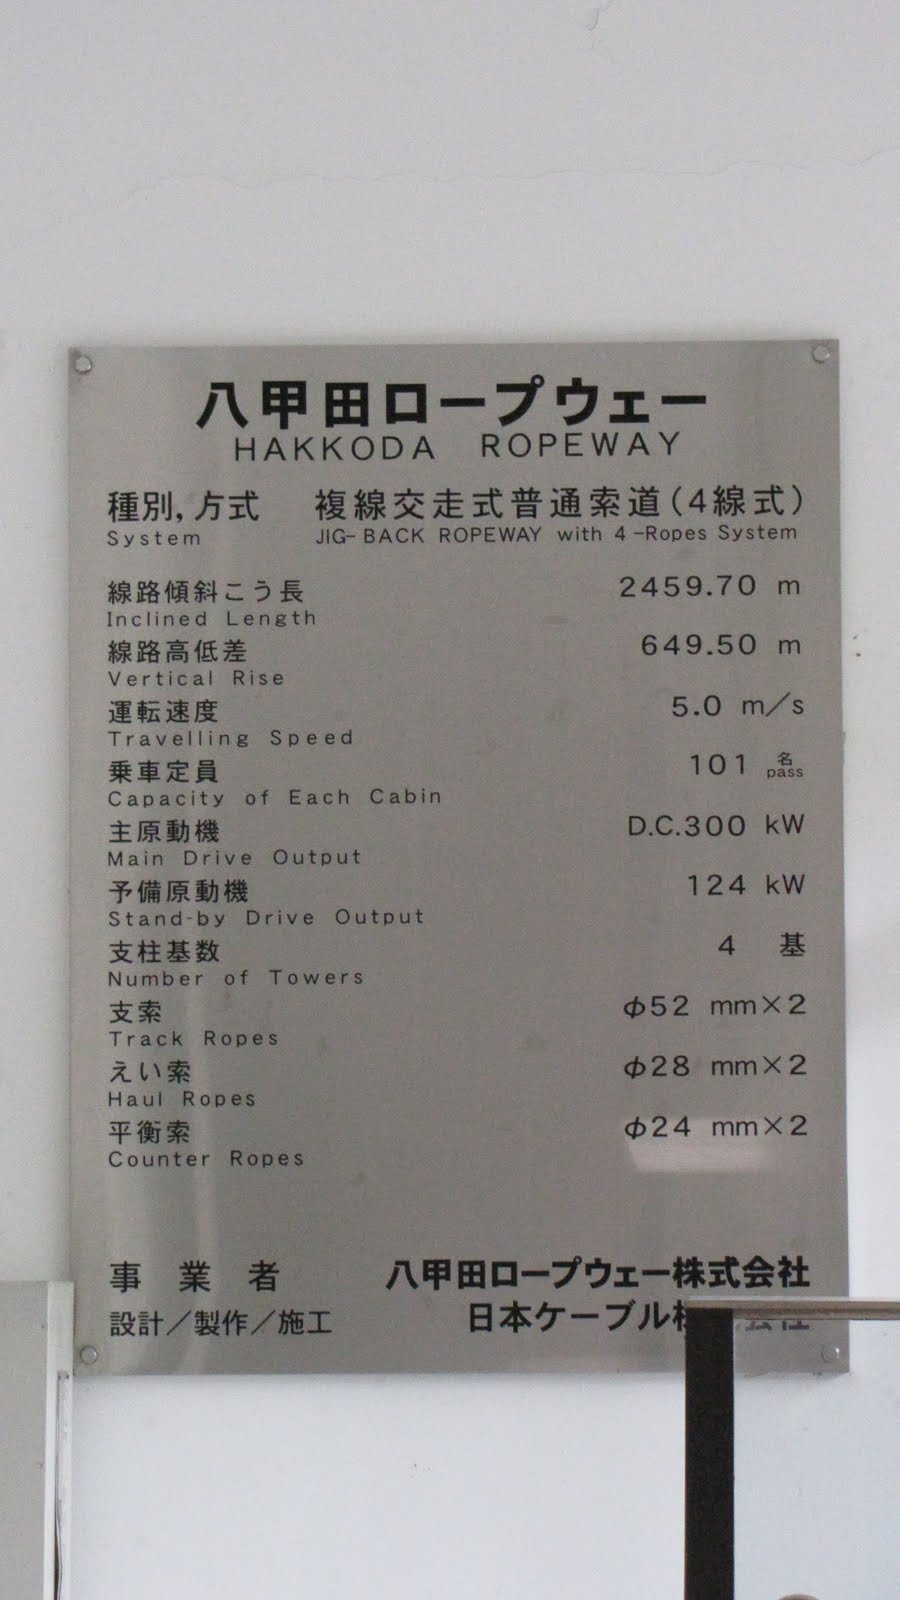 八甲田ロープウェー
HAKKODA ROPEWAY
種別,方式 複線交走式普通索道(4線式)
System JIG-BACK ROPEWAY with 4-Ropes System
線路傾斜こう長 2459.70 m
Inclined Length
線路高低差 649.50 m
Vertical Rise
運転速度 5.0 m/s
Travelling Speed
乗車定員 101 名
Capacity of Each Cabin pass
主原動機 D.C.300 kW
Main Drive Output
予備原動機 124 kW
Stand-by Drive Output
支柱基数 4 基
Number of Towers
支索 φ52 mm×2
Track Ropes
えい索 φ28 mm×2
Haul Ropes
平衡索 φ24 mm×2
Counter Ropes
事業者 八甲田ロープウェー株式会社
設計/製作/施工 日本ケーブル